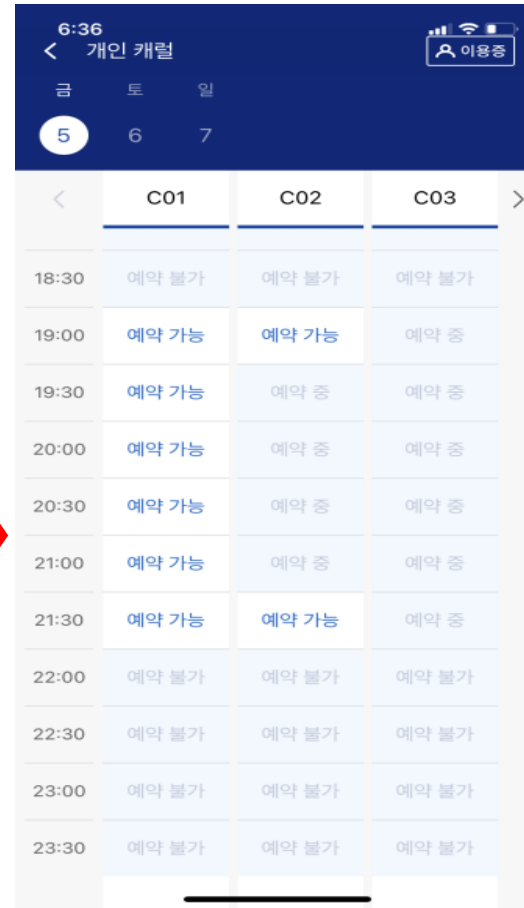 6:36
개인 캐럴 이용증
금 토 일
5 6 7
C01 C02 C03
18:30 예약 불가 예약 불가 예약 불가
19:00 예약 가능 예약 가능 예약 중
19:30 예약 가능 예약 중 예약 중
20:00 예약 가능 예약 중 예약 중
20:30 예약 가능 예약 중 예약 중
21:00 예약 가능 예약 중 예약 중
21:30 예약 가능 예약 가능 예약 중
22:00 예약 불가 예약 불가 예약 불가
22:30 예약 불가 예약 불가 예약 불가
23:00 예약 불가 예약 불가 예약 불가
23:30 예약 불가 예약 불가 예약 불가